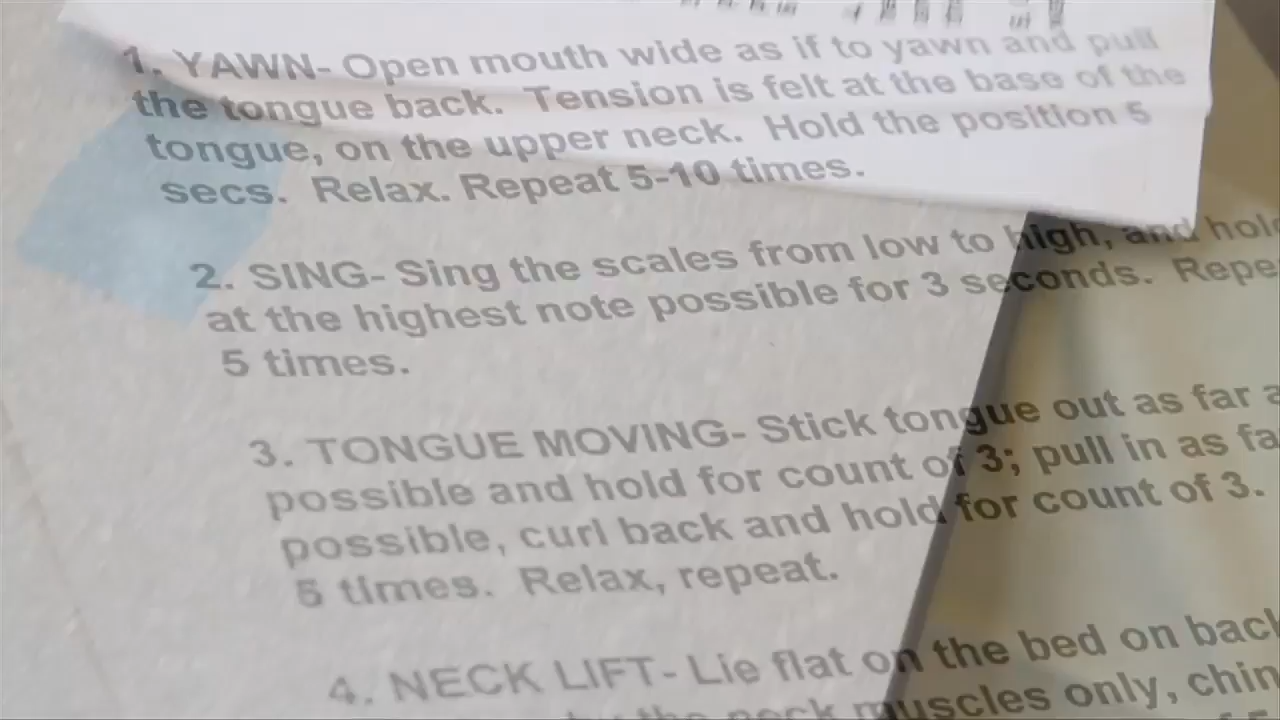 1. YAWN- Open mouth wide as if to yawn and pull
the tongue back. Tension is felt at the base of the
tongue, on the upper neck. Hold the position 5
secs. Relax. Repeat 5-10 times.
2. SING- Sing the scales from low to high, and hold
at the highest note possible for 3 seconds. Repe
5 times.
3. TONGUE MOVING- Stick tongue out as far a
possible and hold for count of 3; pull in as fa
possible, curl back and hold for count of 3.
5 times. Relax, repeat.
4. NECK LIFT- Lie flat on the bed on back
by the neck muscles only, chin